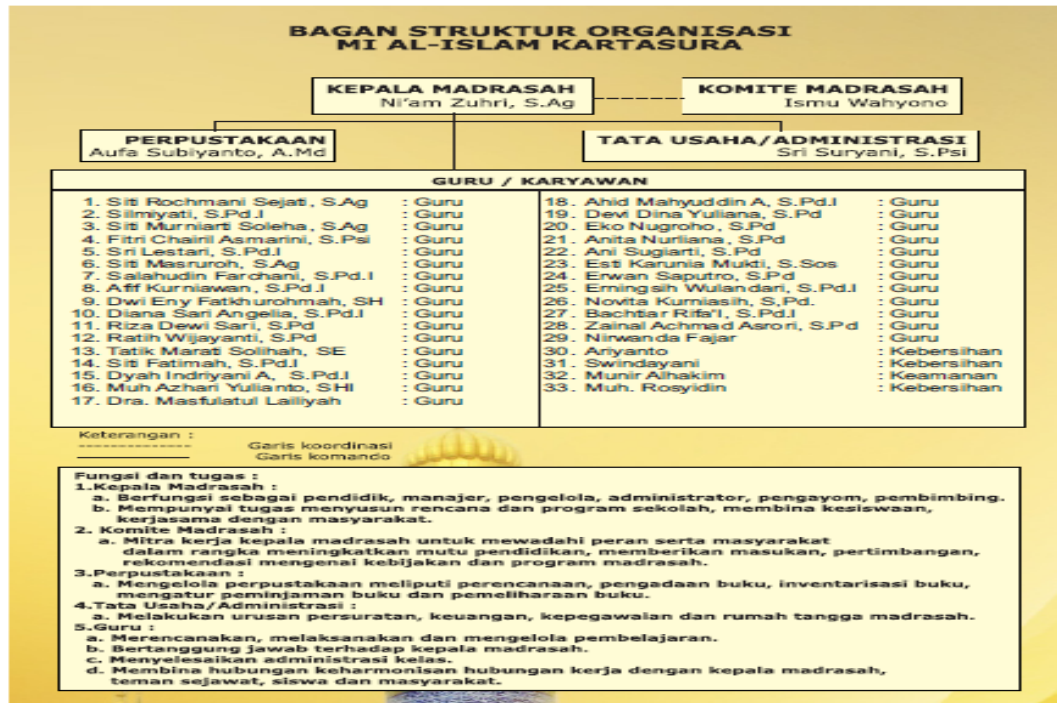 BAGAN STRUKTUR ORGANISASI
MI AL-ISLAM KARTASURA
KEPALA MADRASAH
Ni'am Zuhri, S.Ag
KOMITE MADRASAH
Ismu Wahyono
PERPUSTAKAAN
Aufa Subiyanto, A.Md
TATA USAHA/ADMINISTRASI
Sri Suryani, S.Psi
GURU / KARYAWAN
1. Siti Rochmani Sejati, S.Ag : Guru
2. Silmiyati, S.Pd.I : Guru
3. Siti Murniarti Soleha, S.Ag : Guru
4. Fitri Chairil Asmarini, S.Psi : Guru
5. Sri Lestari, S.Pd.I : Guru
6. Siti Masruroh, S.Ag : Guru
7. Salahudin Farchani, S.Pd.I : Guru
8. Afif Kurniawan, S.Pd.I : Guru
9. Dwi Eny Fatkhurohmah, SH : Guru
10. Diana Sari Angelia, S.Pd.I : Guru
11. Riza Dewi Sari, S.Pd : Guru
12. Ratih Wijayanti, S.Pd : Guru
13. Tatik Marati Solihah, SE : Guru
14. Siti Fatimah, S.Pd.I : Guru
15. Dyah Indriyani A, S.Pd.I : Guru
16. Muh Azhari Yulianto, SHI : Guru
17. Dra. Masfulatul Lailiyah : Guru
18. Ahid Mahyuddin A, S.Pd.I : Guru
19. Devi Dina Yuliana, S.Pd : Guru
20. Eko Nugroho, S.Pd : Guru
21. Anita Nurliana, S.Pd : Guru
22. Ani Sugiarti, S.Pd : Guru
23. Esti Karunia Mukti, S.Sos : Guru
24. Erwan Saputro, S.Pd : Guru
25. Erningsih Wulandari, S.Pd.I : Guru
26. Novita Kurniasih, S,Pd. : Guru
27. Bachtiar Rifa'I, S.Pd.I : Guru
28. Zainal Achmad Asrori, S.Pd : Guru
29. Nirwanda Fajar : Guru
30. Ariyanto : Kebersihan
31. Swindayani : Kebersihan
32. Munir Alhakim : Keamanan
33. Muh. Rosyidin : Kebersihan
Keterangan :
-------------- Garis koordinasi
Garis komando
Fungsi dan tugas :
1.Kepala Madrasah :
a. Berfungsi sebagai pendidik, manajer, pengelola, administrator, pengayom, pembimbing.
b. Mempunyai tugas menyusun rencana dan program sekolah, membina kesiswaan,
kerjasama dengan masyarakat.
2. Komite Madrasah :
a. Mitra kerja kepala madrasah untuk mewadahi peran serta masyarakat
dalam rangka meningkatkan mutu pendidikan, memberikan masukan, pertimbangan,
rekomendasi mengenai kebijakan dan program madrasah.
3.Perpustakaan :
a. Mengelola perpustakaan meliputi perencanaan, pengadaan buku, inventarisasi buku,
mengatur peminjaman buku dan pemeliharaan buku.
4.Tata Usaha/Administrasi :
a. Melakukan urusan persuratan, keuangan, kepegawaian dan rumah tangga madrasah.
5.Guru :
a. Merencanakan, melaksanakan dan mengelola pembelajaran.
b. Bertanggung jawab terhadap kepala madrasah.
c. Menyelesaikan administrasi kelas.
d. Membina hubungan keharmonisan hubungan kerja dengan kepala madrasah,
teman sejawat, siswa dan masyarakat.